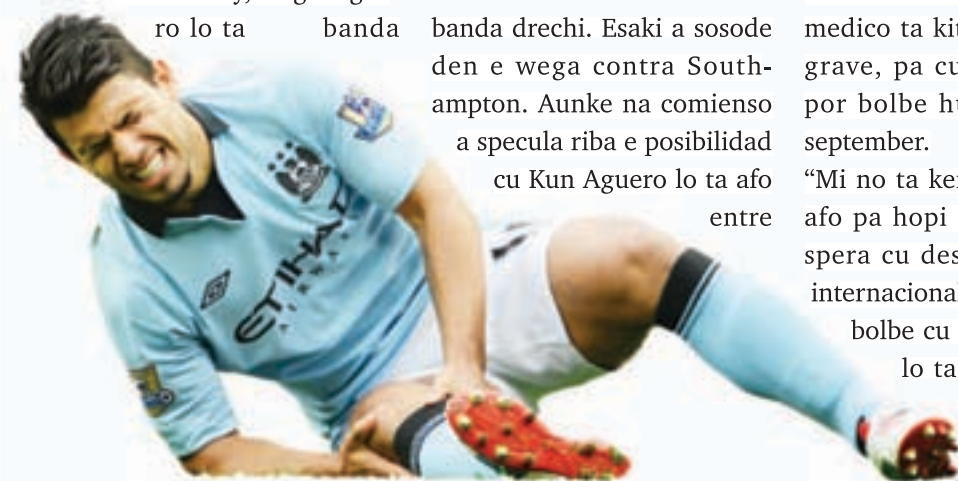 ro lo ta banda
banda drechi. Esaki a sosode
den e wega contra South-
ampton. Aunke na comienso
a specula riba e posibilidad
cu Kun Aguero lo ta afo
entre
medico ta
grave, pa
por bolbe
september.
“Mi no ta
afo pa hopi
spera cu
internacional
bolbe cu
lo ta
ETIHAD
AIRWAYS